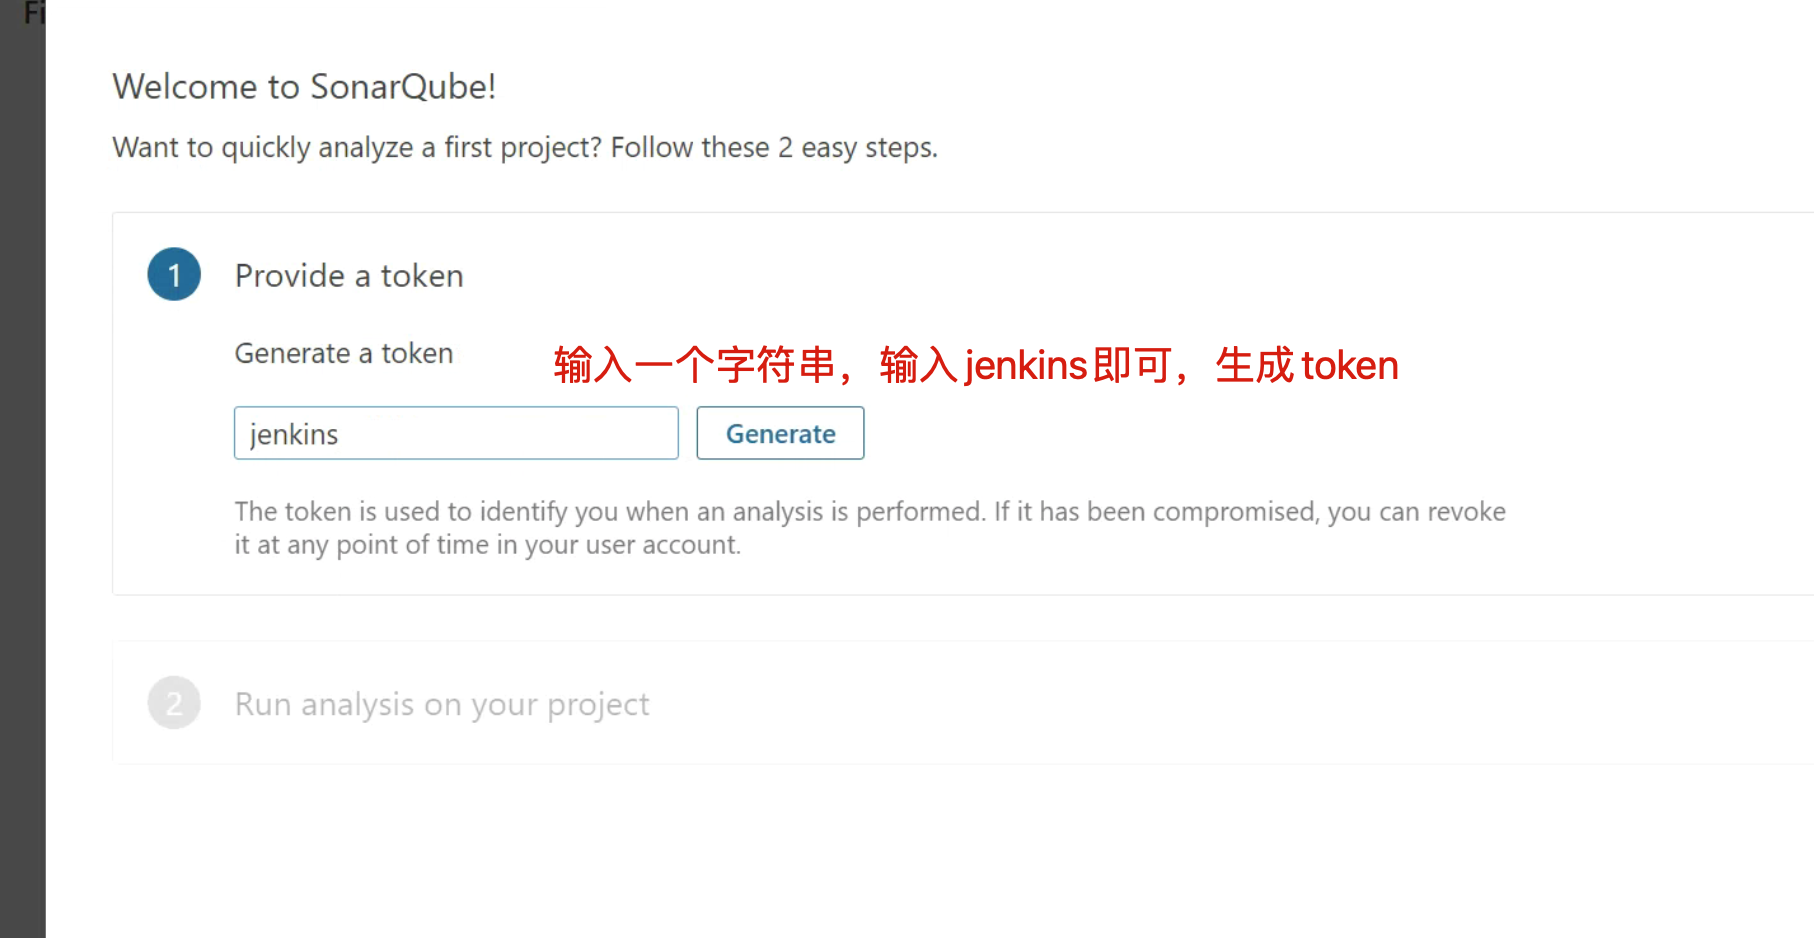 Fi
Welcome to SonarQube!
Want to quickly analyze a first project? Follow these 2 easy steps.
1 Provide a token
Generate a token
输入一个字符串，输入jenkins即可，生成token
jenkins Generate
The token is used to identify you when an analysis is performed. If it has been compromised, you can revoke
it at any point of time in your user account.
2 Run analysis on your project